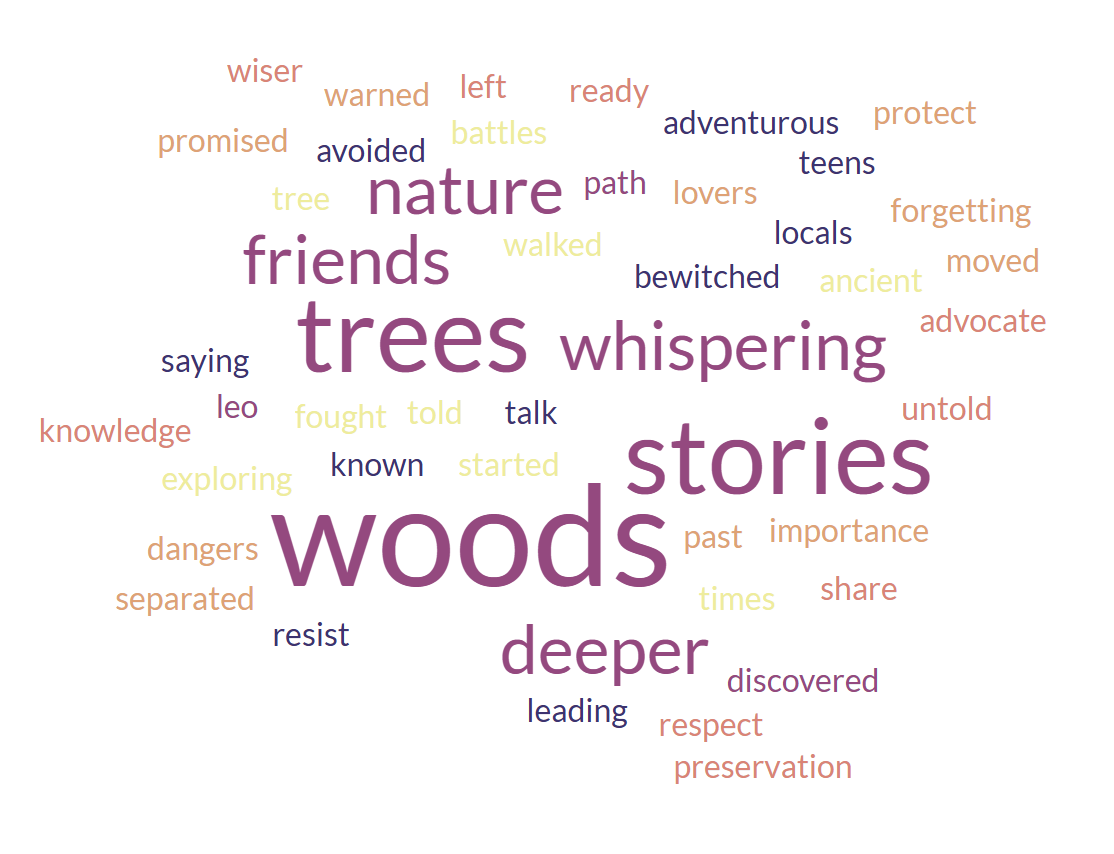 wiser
warned
left
ready
adventurous
protect
promised
avoided
battles
teens
tree
nature
path
lovers
forgetting
friends
walked
locals
bewitched
ancient
moved
trees
whispering
advocate
saying
leo
fought
told
talk
untold
knowledge
known
started
stories
exploring
woods
past
importance
dangers
separated
times
share
resist
deeper
discovered
leading
respect
preservation